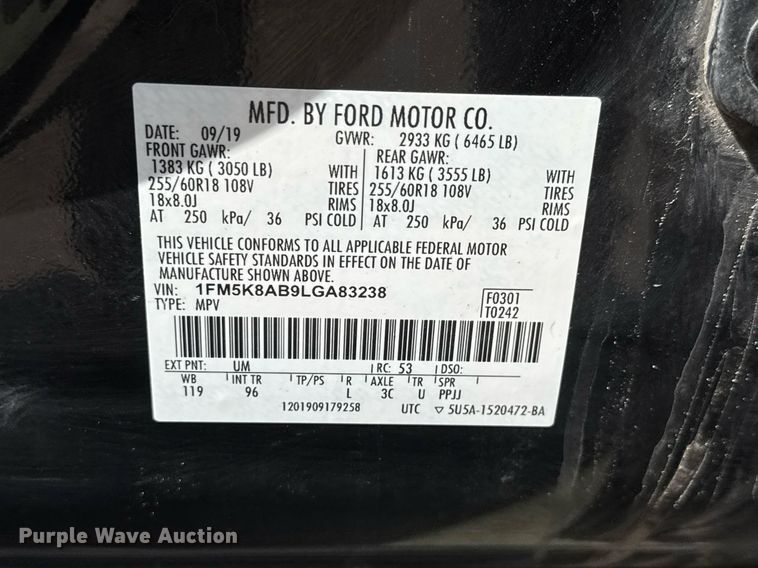 MFD. BY FORD MOTOR CO.
DATE: 09/19 GVWR: 2933 KG ( 6465 LB)
FRONT GAWR: REAR GAWR:
1383 KG ( 3050 LB) WITH 1613 KG ( 3555 LB) WITH
255/60R18 108V TIRES 255/60R18 108V TIRES
18x8.0J RIMS 18x8.0J RIMS
AT 250 kPa/ 36 PSI COLD AT 250 kPa/ 36 PSI COLD
THIS VEHICLE CONFORMS TO ALL APPLICABLE FEDERAL MOTOR
VEHICLE SAFETY STANDARDS IN EFFECT ON THE DATE OF
MANUFACTURE SHOWN ABOVE.
VIN: 1FM5K8AB9LGA83238 F0301
TYPE: MPV T0242
EXT PNT: UM RC: 53 DSO:
WB INT TR TP/PS R AXLE TR SPR
119 96 L 3C U PPJJ
1201909179258 UTC ▽ 5U5A-1520472-BA
Purple Wave Auction